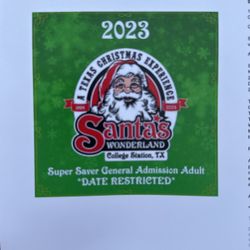 2023
A TEXAS CHRISTMAS EXPERIENCE
Santa's
WONDERLAND
College Station, TX
Super Saver General Admission Adult
*DATE RESTRICTED*